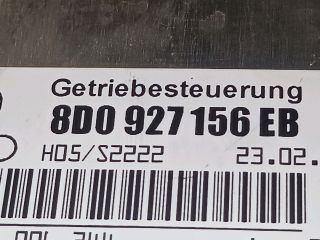 Getriebesteuerung
8D0 927 156 EB
H05/S2222 23.02.